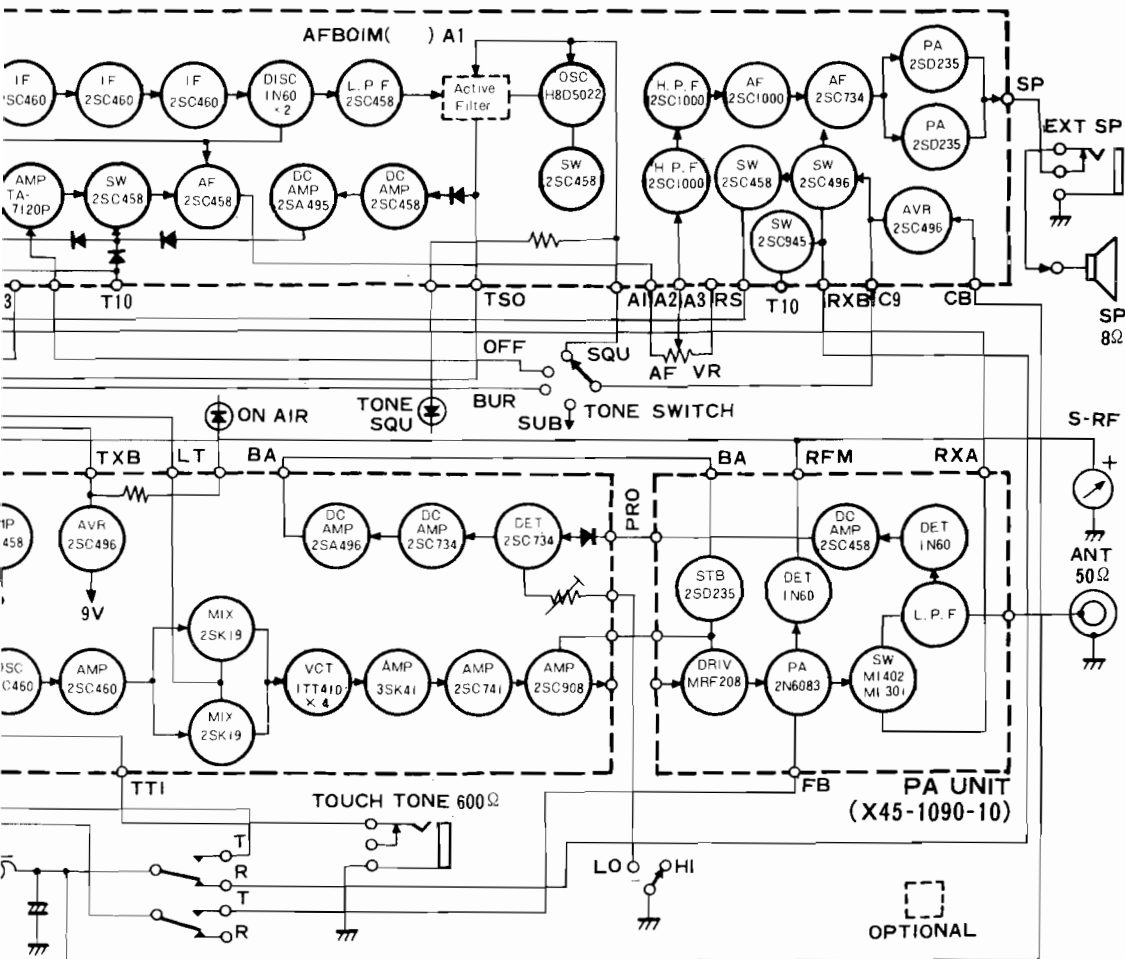 AFBOIM( ) A1
IF
2SC460
IF
2SC460
IF
2SC460
DISC
IN60
×2
L.P.F
2SC458
Active
Filter
OSC
H8D5022
H.P.F
2SC1000
AF
2SC1000
AF
2SC734
PA
2SD235
PA
2SD235
SP
EXT SP
AMP
TA-
7120P
SW
2SC458
AF
2SC458
DC
AMP
2SA495
DC
AMP
2SC458
SW
2SC458
H.P.F
2SC1000
SW
2SC458
SW
2SC496
SW
2SC945
AVR
2SC496
3
T10
TSO
A1
A2
A3
RS
T10
RXB
C9
CB
SP
8Ω
OFF
SQU
AF VR
BUR
TONE
SQU
SUB
TONE SWITCH
ON AIR
S-RF
+
TXB
LT
BA
BA
RFM
RXA
PRO
458
AVR
2SC496
9V
DC
AMP
2SA496
DC
AMP
2SC734
DET
2SC734
STB
2SD235
DET
IN60
DC
AMP
2SC458
DET
IN60
L.P.F
ANT
50Ω
MIX
2SK19
MIX
2SK19
AMP
2SC460
VCT
1TT410
×4
AMP
3SK41
AMP
2SC741
AMP
2SC908
DRIV
MRF208
PA
2N6083
SW
MI402
MI301
TTI
FB
PA UNIT
(X45-1090-10)
TOUCH TONE 600Ω
T
R
T
R
LO
HI
OPTIONAL